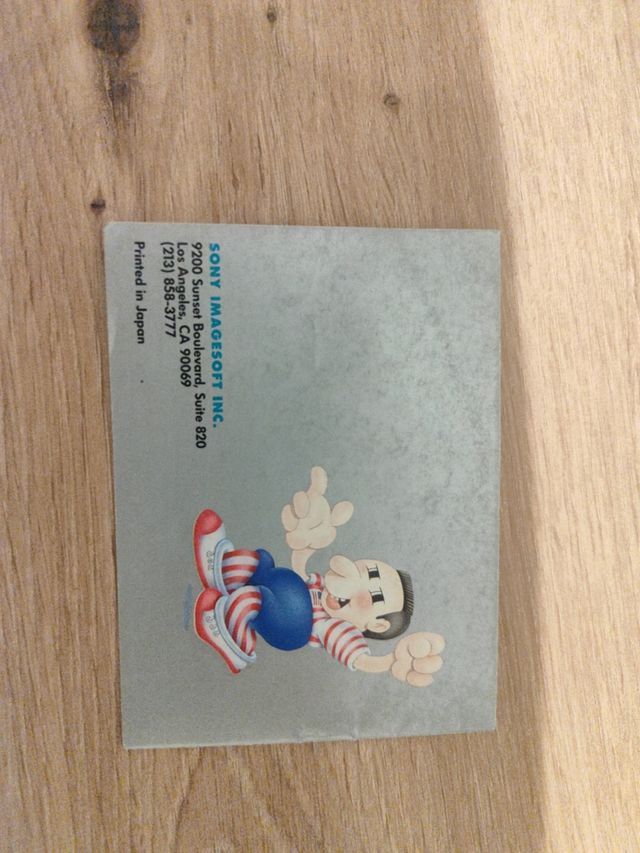 SONY IMAGESOFT INC.
9200 Sunset Boulevard, Suite 820
Los Angeles, CA 90069
(213) 858-3777
Printed in Japan